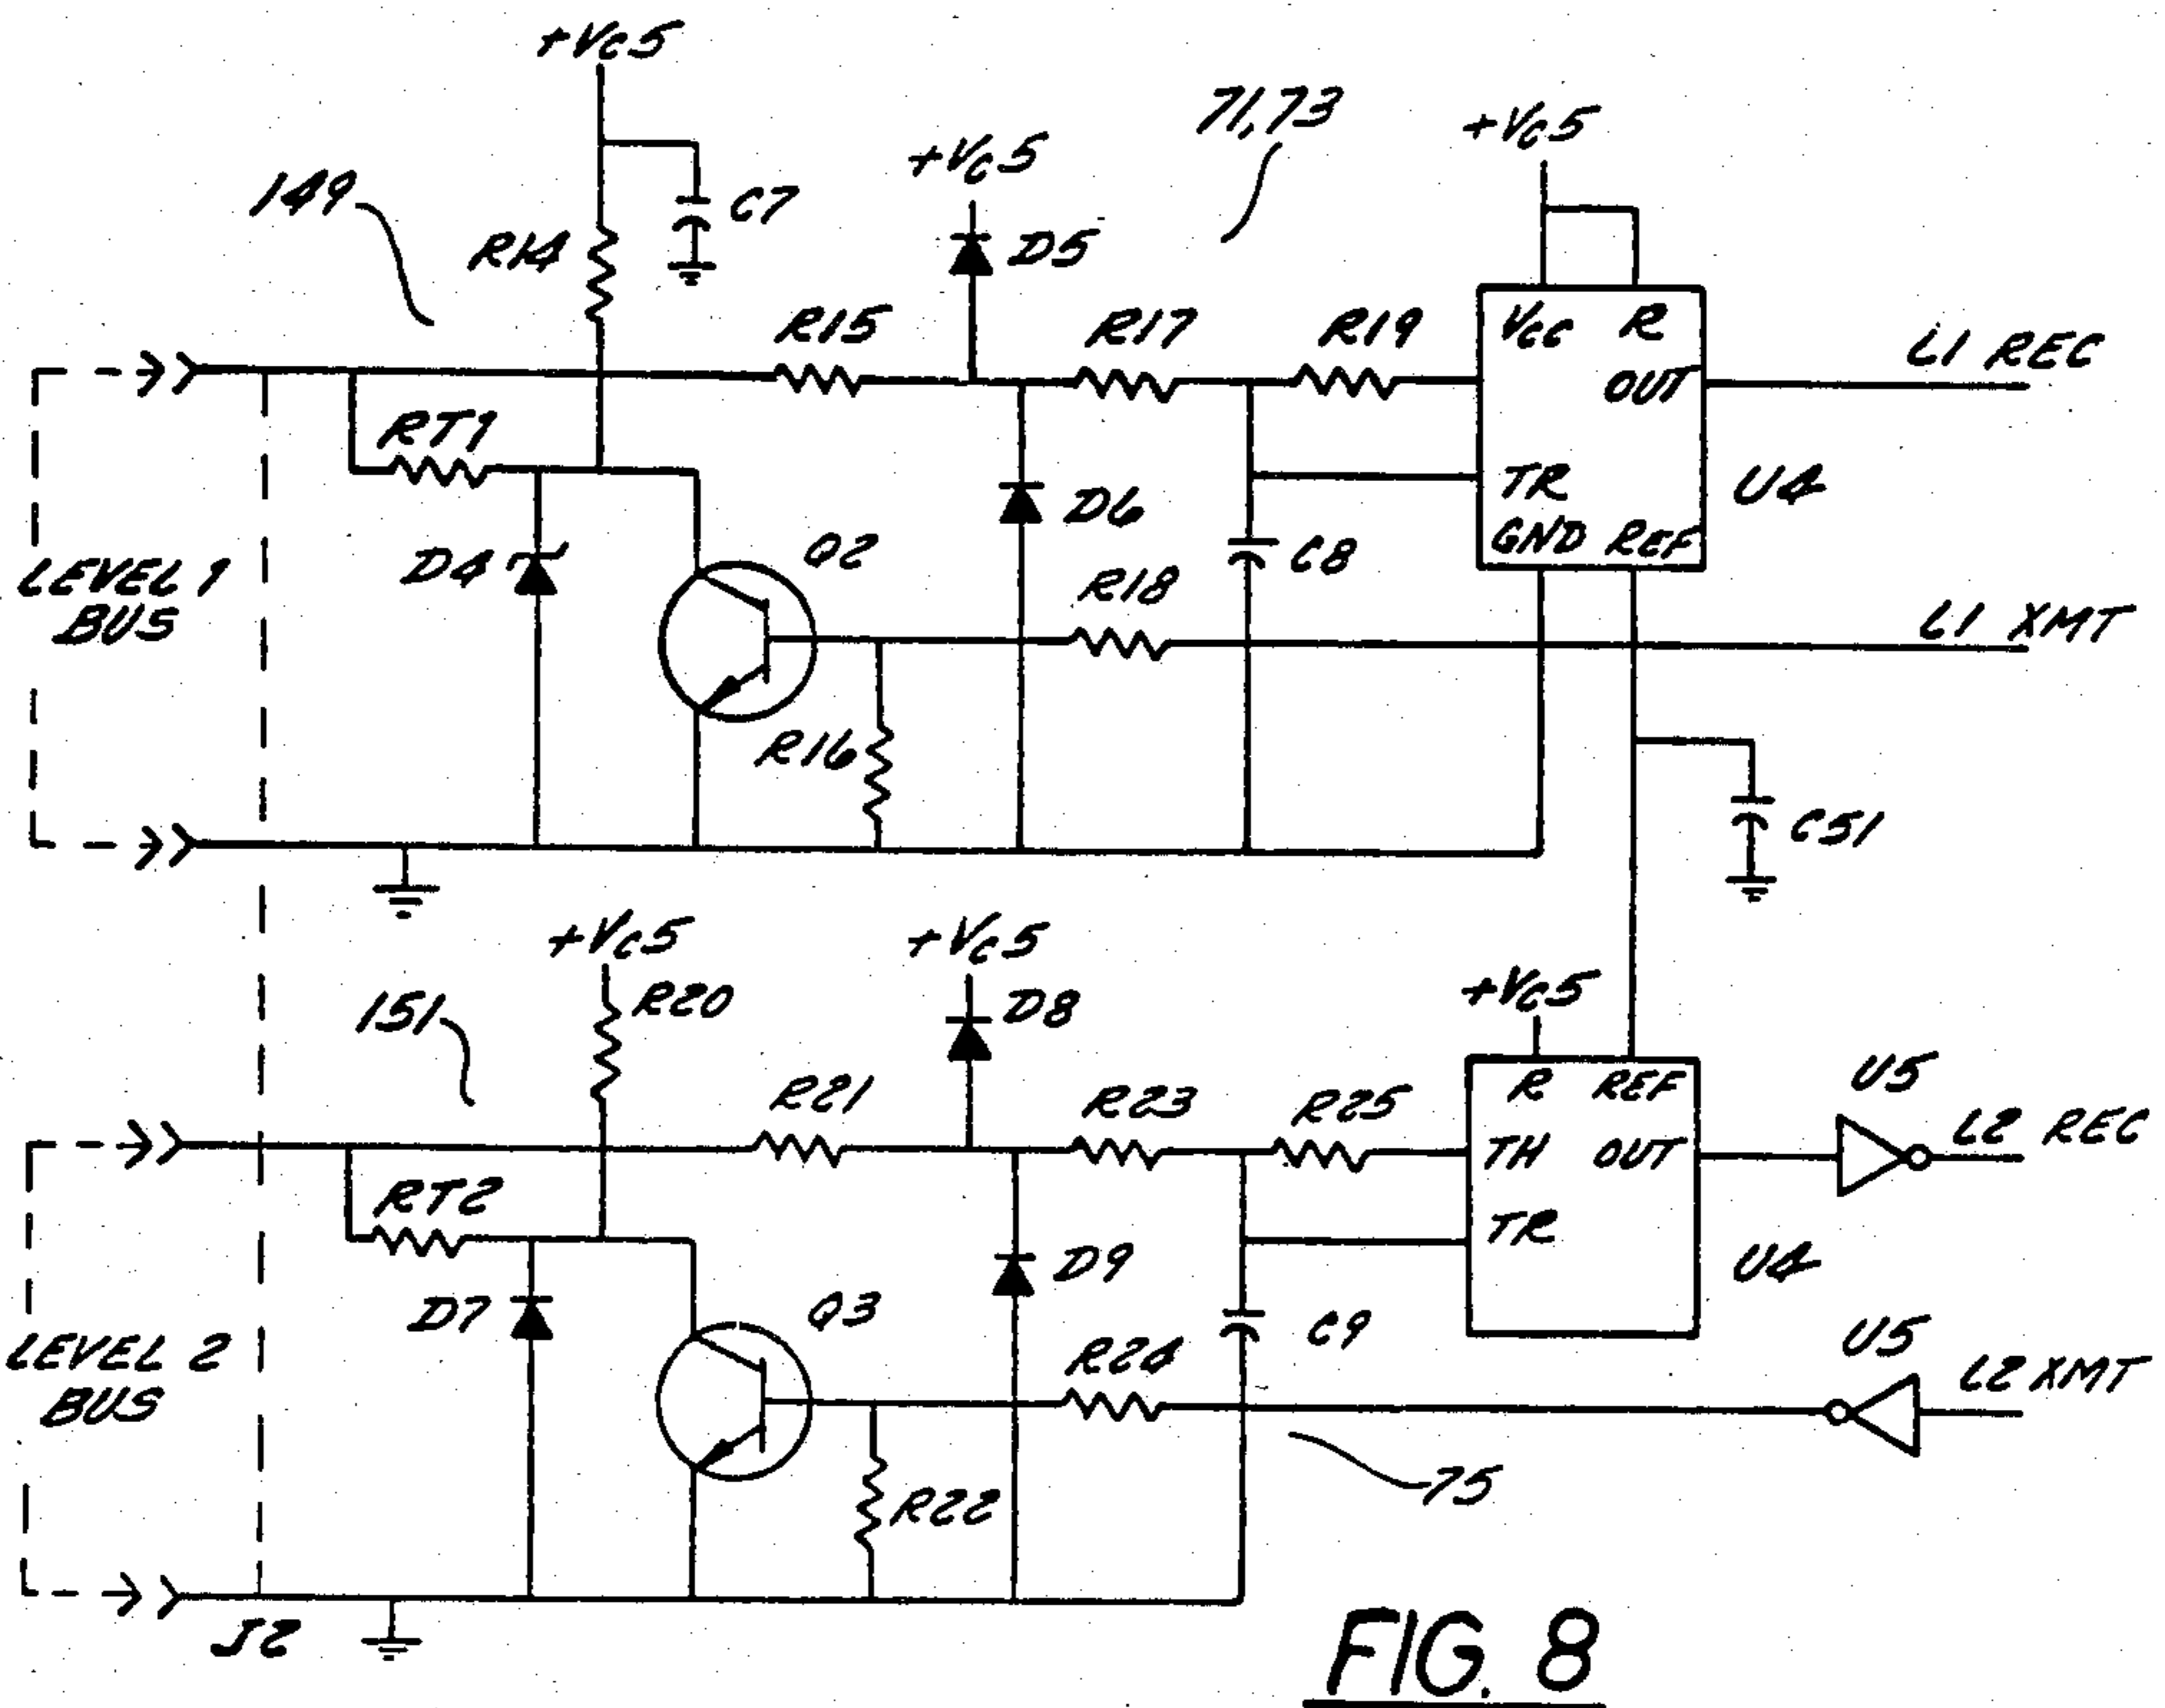 +Vc5
71,73
+Vc5
+Vc5
149
C7
R14
D5
R15
R17
R19
Vcc R
OUT
L1 REC
RT1
TR
U4
D6
GND REF
D4
Q2
C8
LEVEL 1
BUS
R18
L1 XMT
R16
C51
+Vc5
+Vc5
+Vc5
R20
D8
151
U5
R21
R23
R25
R REF
L2 REC
TH OUT
RT2
TR
D9
U4
D7
Q3
C9
U5
LEVEL 2
BUS
R24
L2 XMT
75
R22
J2
FIG. 8